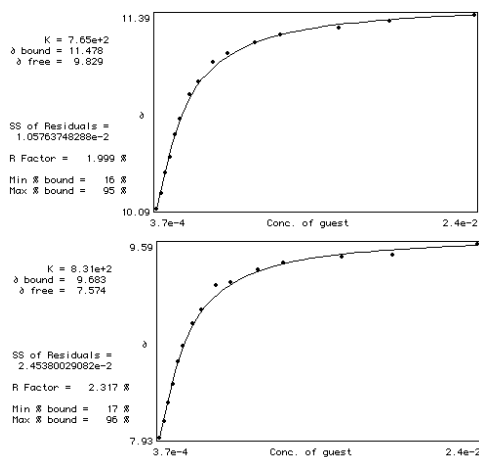 11.39
K = 7.65e+2
∂ bound = 11.478
∂ free = 9.829
∂
SS of Residuals =
1.05763748288e-2
R Factor = 1.999 %
Min % bound = 16 %
Max % bound = 95 %
10.09
3.7e-4 Conc. of guest 2.4e-2
9.59
K = 8.31e+2
∂ bound = 9.683
∂ free = 7.574
∂
SS of Residuals =
2.45380029082e-2
R Factor = 2.317 %
Min % bound = 17 %
Max % bound = 96 %
7.93
3.7e-4 Conc. of guest 2.4e-2